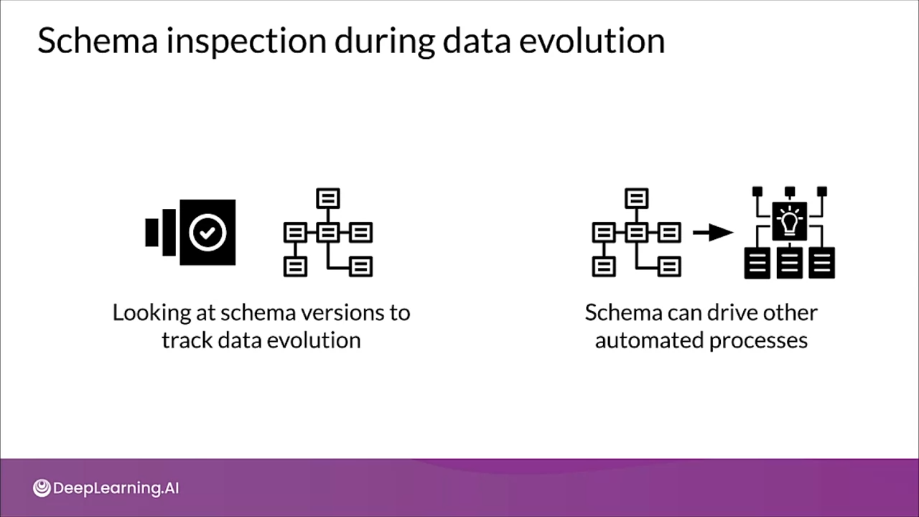 Schema inspection during data evolution
Looking at schema versions to
track data evolution
Schema can drive other
automated processes
DeepLearning.AI